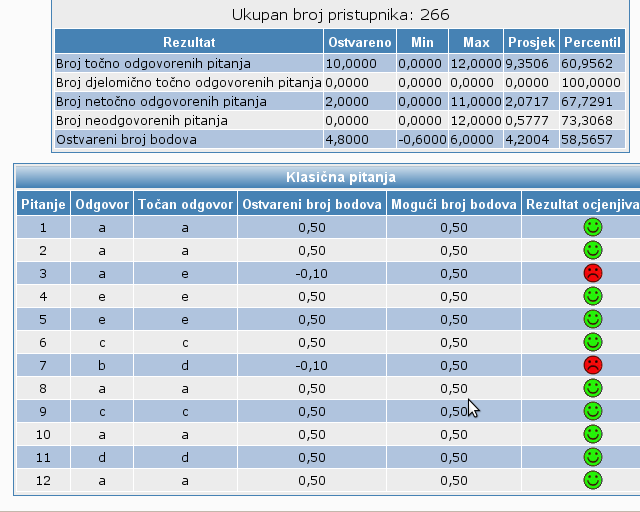 Ukupan broj pristupnika: 266
Rezultat Ostvareno Min Max Prosjek Percentil
Broj točno odgovorenih pitanja 10,0000 0,0000 12,0000 9,3506 60,9562
Broj djelomično točno odgovorenih pitanja 0,0000 0,0000 0,0000 0,0000 100,0000
Broj netočno odgovorenih pitanja 2,0000 0,0000 11,0000 2,0717 67,7291
Broj neodgovorenih pitanja 0,0000 0,0000 12,0000 0,5777 73,3068
Ostvareni broj bodova 4,8000 -0,6000 6,0000 4,2004 58,5657
Klasična pitanja
Pitanje Odgovor Točan odgovor Ostvareni broj bodova Mogući broj bodova Rezultat ocjenjiva
1 a a 0,50 0,50
2 a a 0,50 0,50
3 a e -0,10 0,50
4 e e 0,50 0,50
5 e e 0,50 0,50
6 c c 0,50 0,50
7 b d -0,10 0,50
8 a a 0,50 0,50
9 c c 0,50 0,50
10 a a 0,50 0,50
11 d d 0,50 0,50
12 a a 0,50 0,50